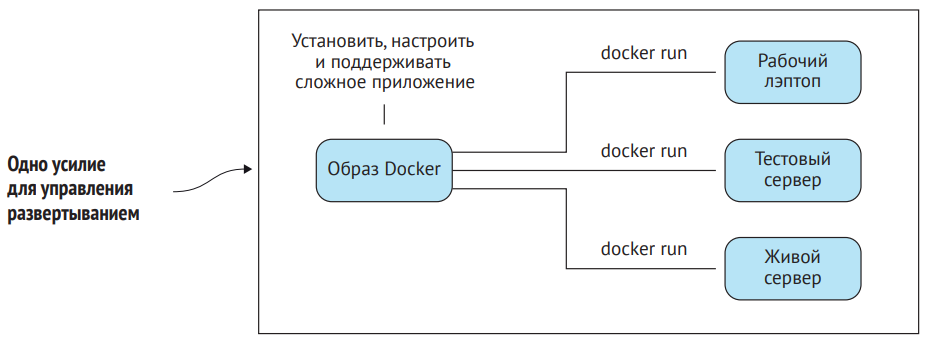 Одно усилие
для управления
развертыванием
Установить, настроить
и поддерживать
сложное приложение
Образ Docker
docker run
Рабочий
лэптоп
docker run
Тестовый
сервер
docker run
Живой
сервер